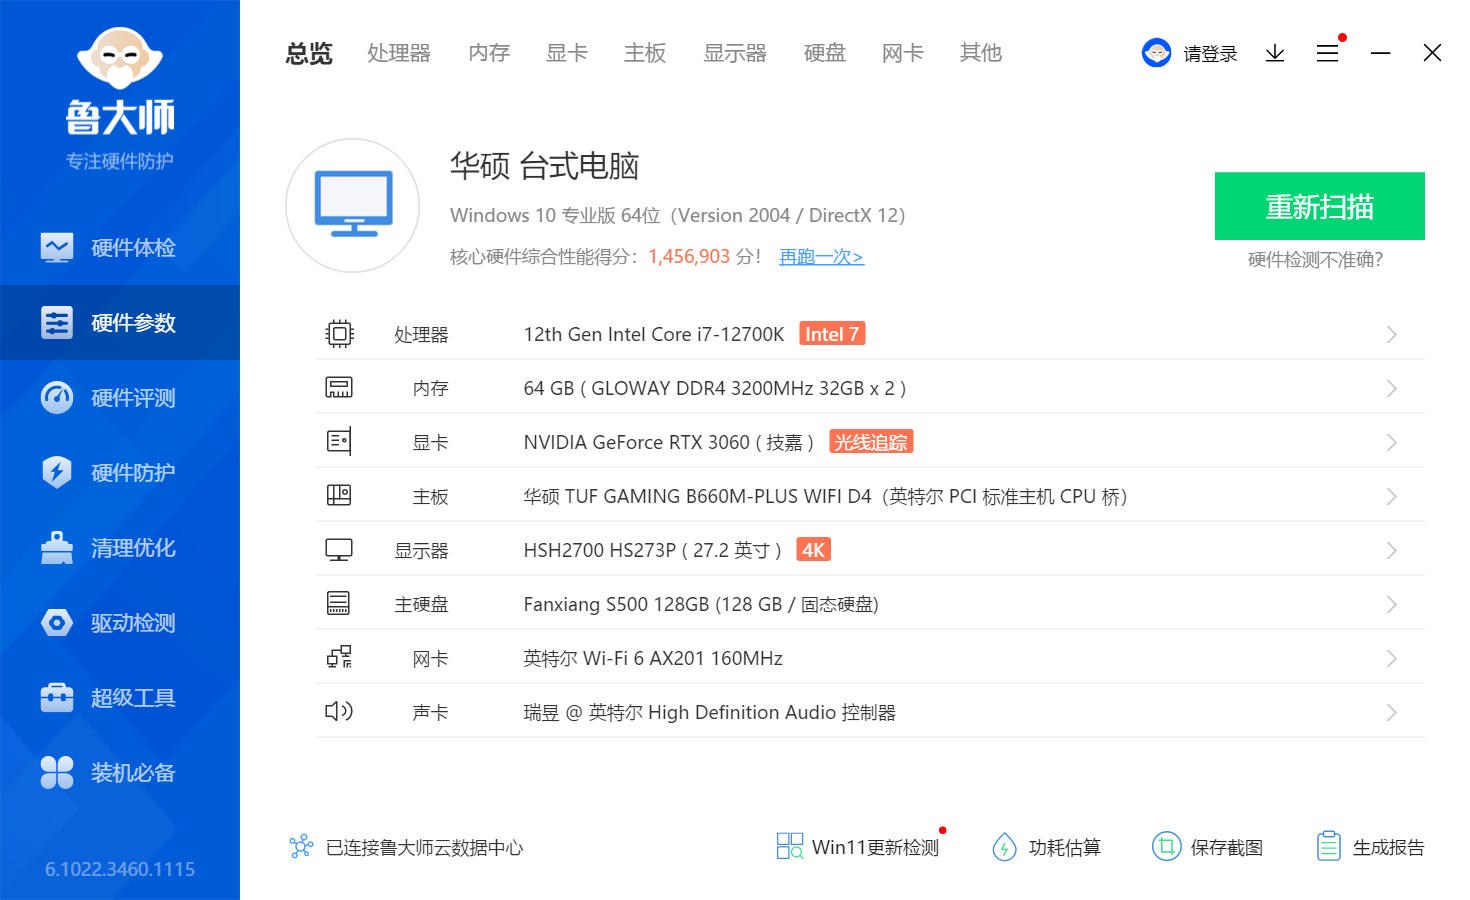 鲁大师
专注硬件防护
硬件体检
硬件参数
硬件评测
硬件防护
清理优化
驱动检测
超级工具
装机必备
6.1022.3460.1115
总览 处理器 内存 显卡 主板 显示器 硬盘 网卡 其他
请登录
华硕 台式电脑
Windows 10 专业版 64位（Version 2004 / DirectX 12）
核心硬件综合性能得分：1,456,903 分！ 再跑一次>
重新扫描
硬件检测不准确？
处理器 12th Gen Intel Core i7-12700K Intel 7
内存 64 GB ( GLOWAY DDR4 3200MHz 32GB x 2 )
显卡 NVIDIA GeForce RTX 3060 ( 技嘉 ) 光线追踪
主板 华硕 TUF GAMING B660M-PLUS WIFI D4（英特尔 PCI 标准主机 CPU 桥）
显示器 HSH2700 HS273P ( 27.2 英寸 ) 4K
主硬盘 Fanxiang S500 128GB (128 GB / 固态硬盘)
网卡 英特尔 Wi-Fi 6 AX201 160MHz
声卡 瑞昱 @ 英特尔 High Definition Audio 控制器
已连接鲁大师云数据中心
Win11更新检测
功耗估算
保存截图
生成报告